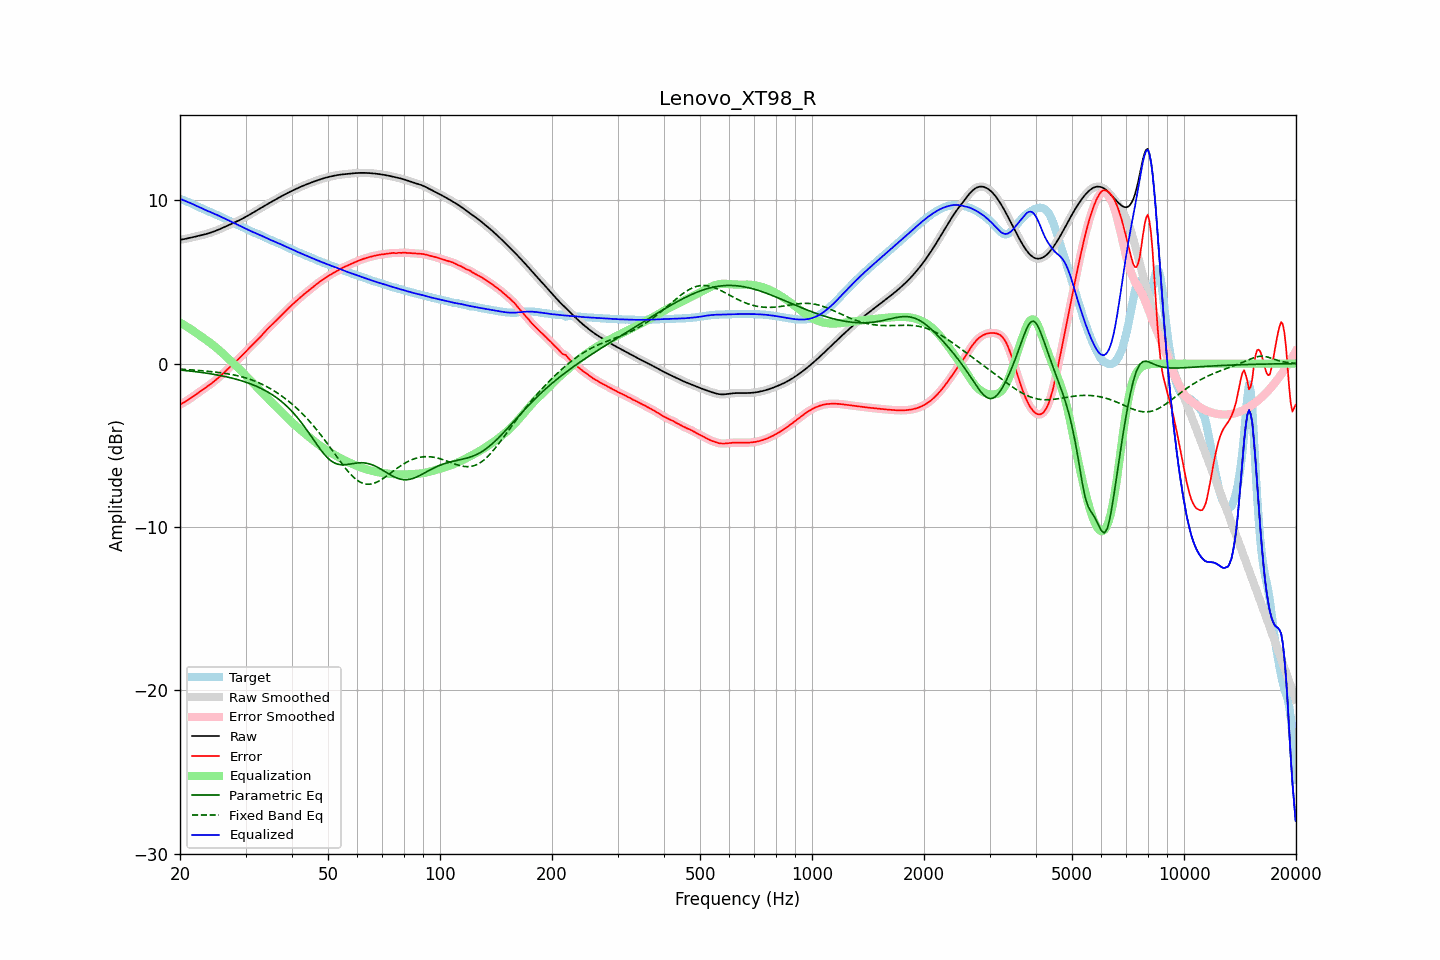 Lenovo_XT98_R
Amplitude (dBr)
10
0
−10
−20
−30
Target
Raw Smoothed
Error Smoothed
Raw
Error
Equalization
Parametric Eq
Fixed Band Eq
Equalized
20 50 100 200 500 1000 2000 5000 10000 20000
Frequency (Hz)